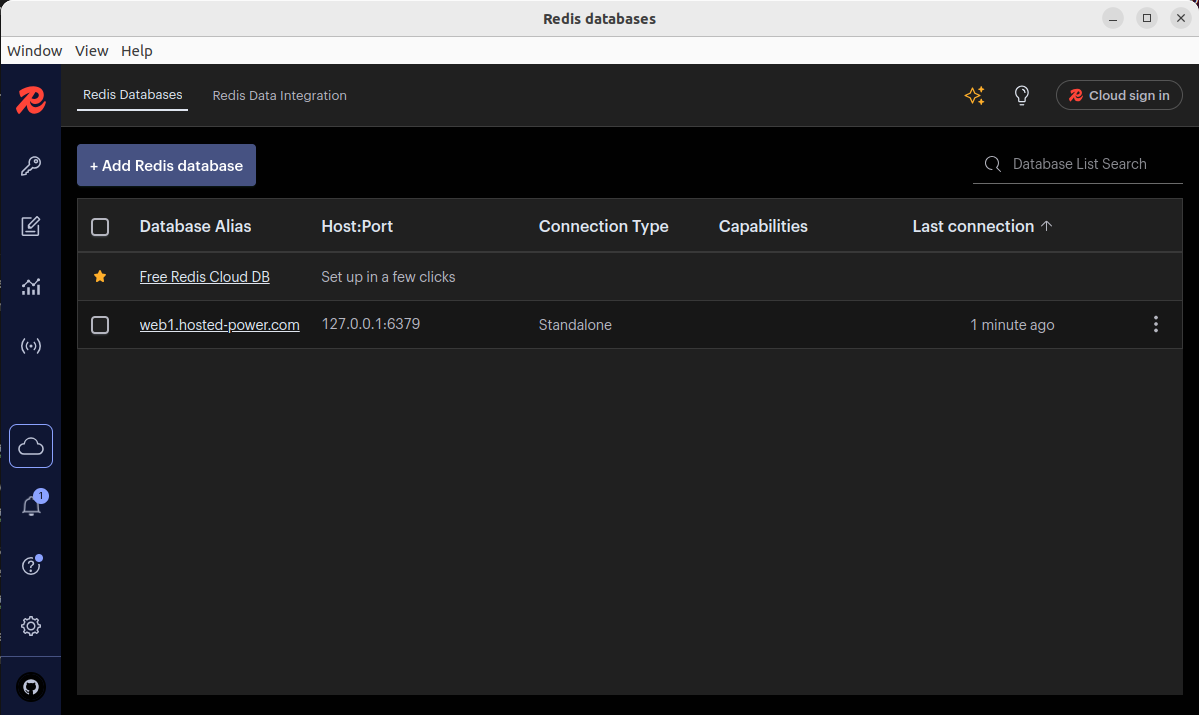 Redis databases
Window View Help
Redis Databases Redis Data Integration Cloud sign in
+ Add Redis database Database List Search
Database Alias Host:Port Connection Type Capabilities Last connection
Free Redis Cloud DB Set up in a few clicks
web1.hosted-power.com 127.0.0.1:6379 Standalone 1 minute ago
1